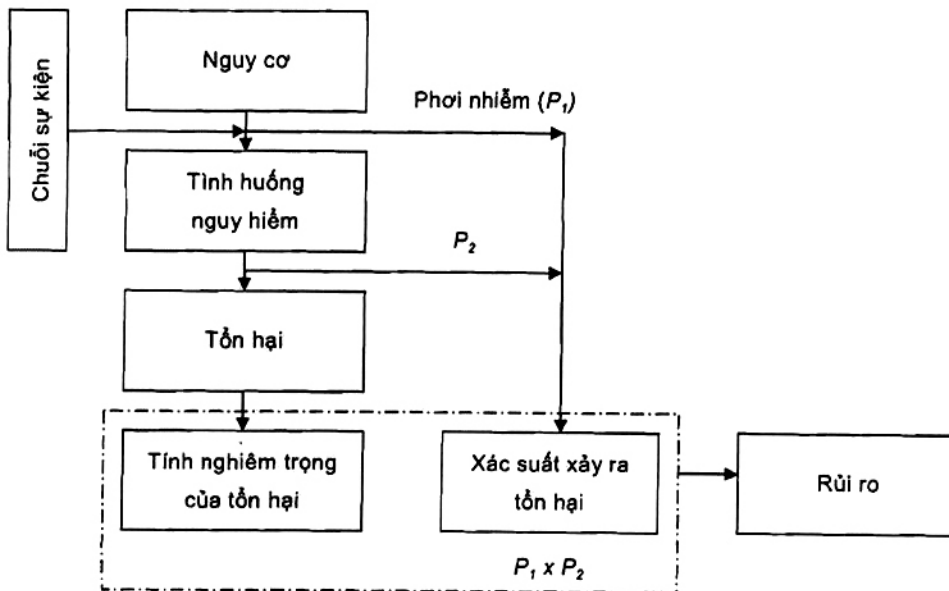 Nguy cơ
Chuỗi sự kiện
Phơi nhiễm (P₁)
Tình huống
nguy hiểm
P₂
Tổn hại
Tính nghiêm trọng
của tổn hại
Xác suất xảy ra
tổn hại
Rủi ro
P₁ x P₂